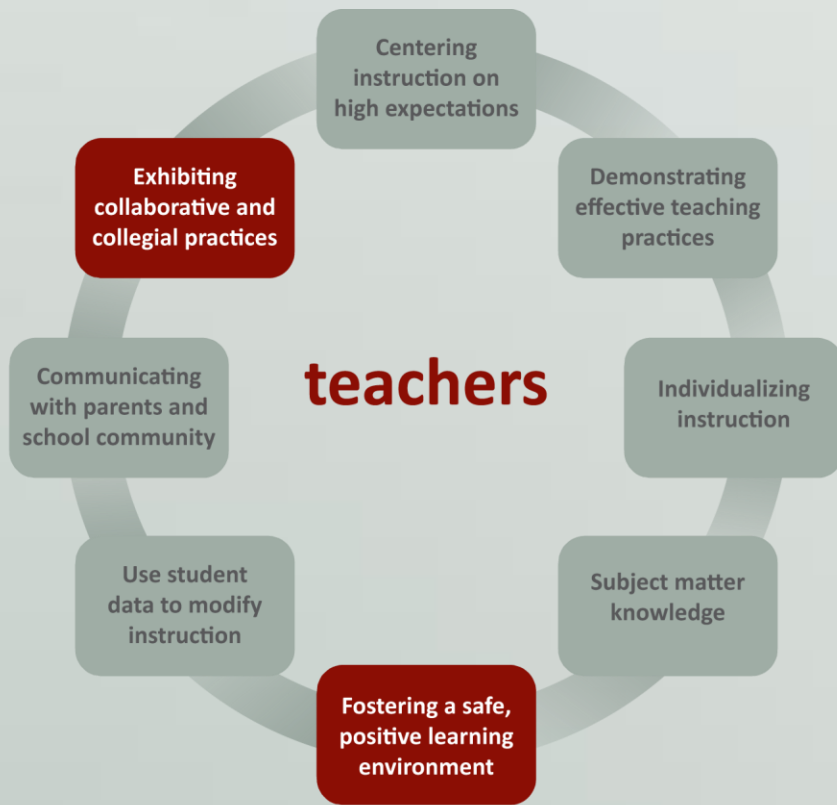 Centering
instruction on
high expectations
Demonstrating
effective teaching
practices
Individualizing
instruction
Subject matter
knowledge
Fostering a safe,
positive learning
environment
Use student
data to modify
instruction
Communicating
with parents and
school community
Exhibiting
collaborative and
collegial practices
teachers